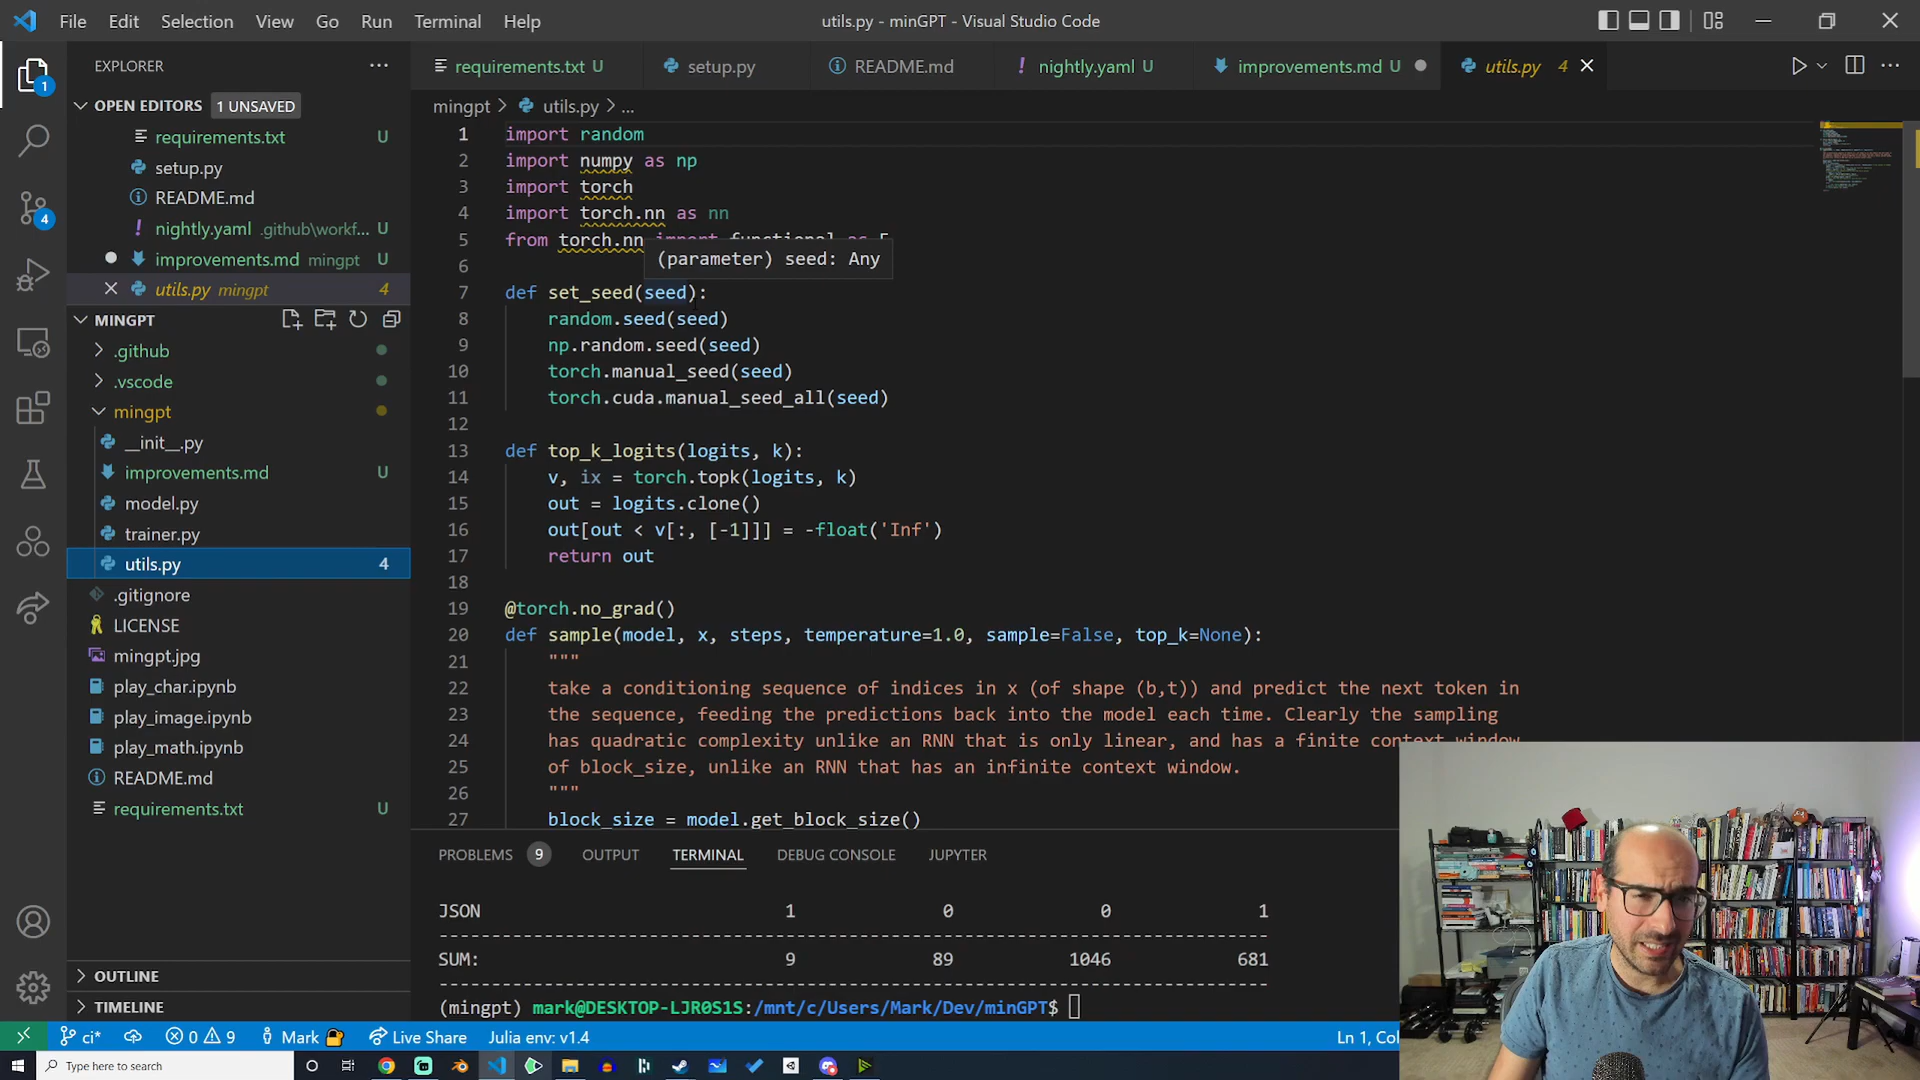 File Edit Selection View Go Run Terminal Help
utils.py - minGPT - Visual Studio Code
EXPLORER
requirements.txt U
setup.py
README.md
! nightly.yaml U
improvements.md U
utils.py 4
mingpt > utils.py > ...
OPEN EDITORS 1 UNSAVED
requirements.txt U
setup.py
README.md
! nightly.yaml .github\workf... U
improvements.md mingpt U
utils.py mingpt 4
MINGPT
.github
.vscode
mingpt
__init__.py
improvements.md U
model.py
trainer.py
utils.py 4
.gitignore
LICENSE
mingpt.jpg
play_char.ipynb
play_image.ipynb
play_math.ipynb
README.md
requirements.txt U
OUTLINE
TIMELINE
1
4
1 import random
2 import numpy as np
3 import torch
4 import torch.nn as nn
5 from torch.nn import functional as F
(parameter) seed: Any
6
7 def set_seed(seed):
8 random.seed(seed)
9 np.random.seed(seed)
10 torch.manual_seed(seed)
11 torch.cuda.manual_seed_all(seed)
12
13 def top_k_logits(logits, k):
14 v, ix = torch.topk(logits, k)
15 out = logits.clone()
16 out[out < v[:, [-1]]] = -float('Inf')
17 return out
18
19 @torch.no_grad()
20 def sample(model, x, steps, temperature=1.0, sample=False, top_k=None):
21 """
22 take a conditioning sequence of indices in x (of shape (b,t)) and predict the next token in
23 the sequence, feeding the predictions back into the model each time. Clearly the sampling
24 has quadratic complexity unlike an RNN that is only linear, and has a finite context window
25 of block_size, unlike an RNN that has an infinite context window.
26 """
27 block_size = model.get_block_size()
PROBLEMS 9 OUTPUT TERMINAL DEBUG CONSOLE JUPYTER
JSON 1 0 0 1
SUM: 9 89 1046 681
(mingpt) mark@DESKTOP-LJR0S1S:/mnt/c/Users/Mark/Dev/minGPT$
ci* 0 9 Mark Live Share Julia env: v1.4 Ln 1, Col
Type here to search